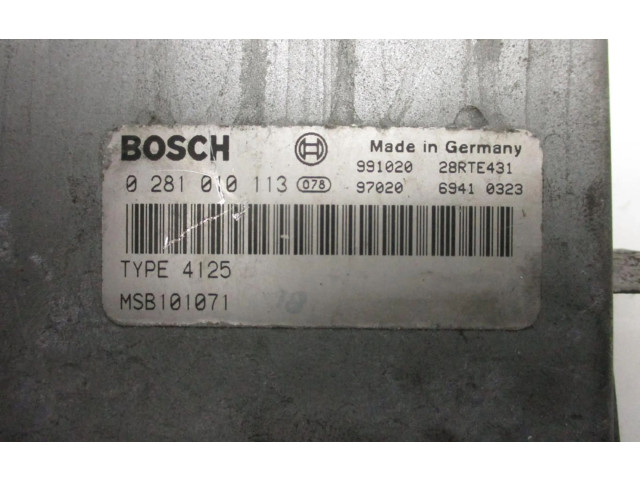 BOSCH Made in Germany
991020 28RTE431
0 281 010 113 078 97020 6941 0323
TYPE 4125
MSB101071